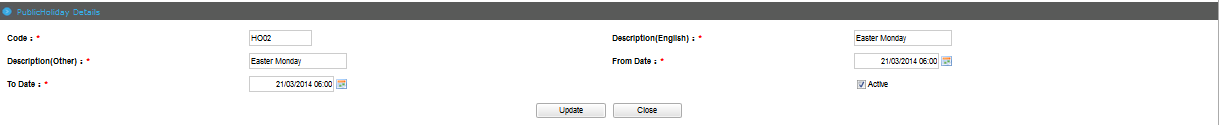 PublicHoliday Details
Code : * HO02 Description(English) : * Easter Monday
Description(Other) : * Easter Monday From Date : * 21/03/2014 06:00
To Date : * 21/03/2014 06:00 Active
Update Close